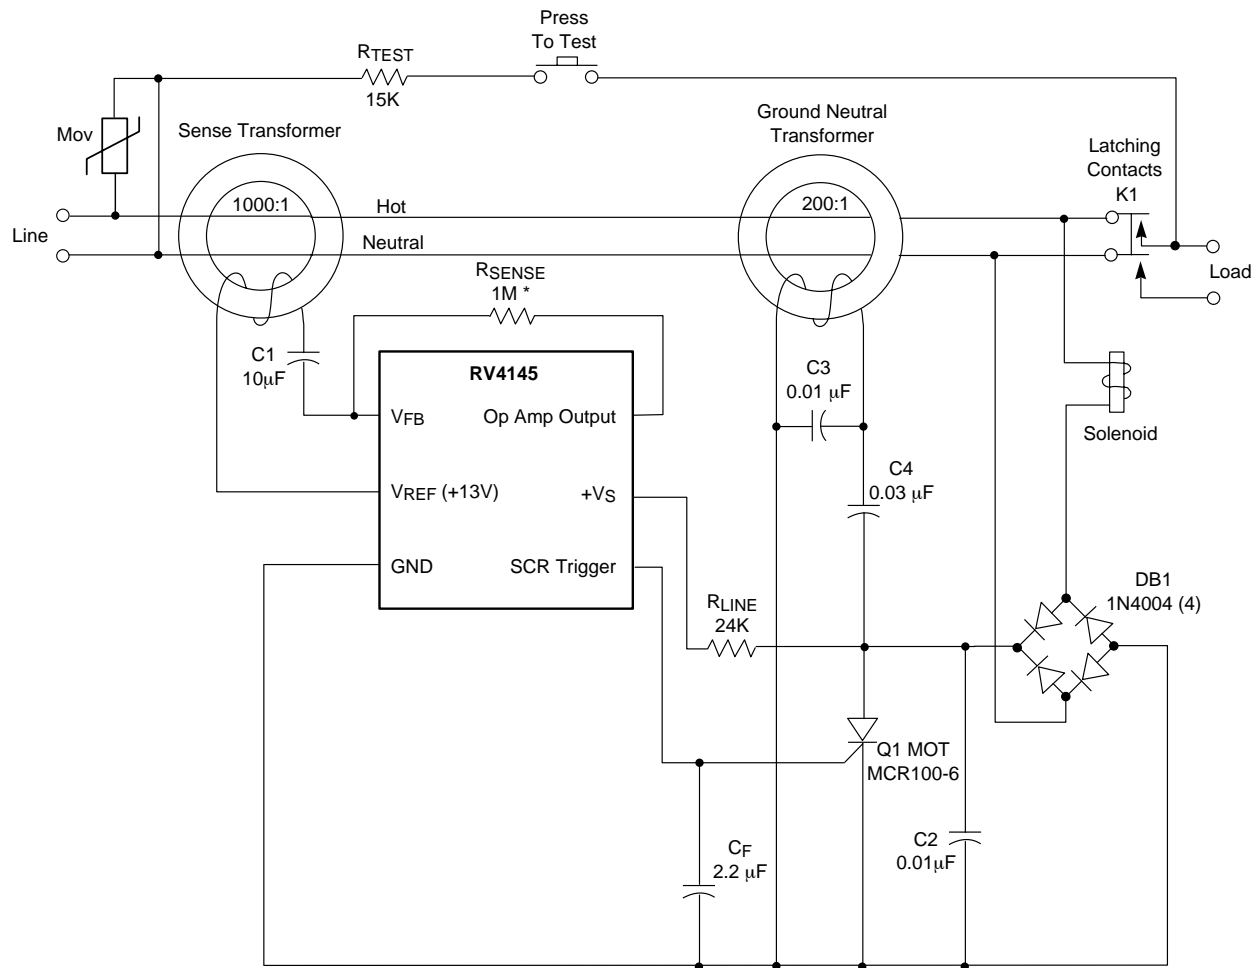 Press
To Test
RTEST
15K
Mov
Sense Transformer
Ground Neutral
Transformer
Latching
Contacts
K1
1000:1
Hot
200:1
Line
Neutral
Load
RSENSE
1M *
C1
10µF
RV4145
VFB
Op Amp Output
C3
0.01 µF
Solenoid
VREF (+13V)
+VS
C4
0.03 µF
GND
SCR Trigger
RLINE
24K
DB1
1N4004 (4)
Q1 MOT
MCR100-6
CF
2.2 µF
C2
0.01µF